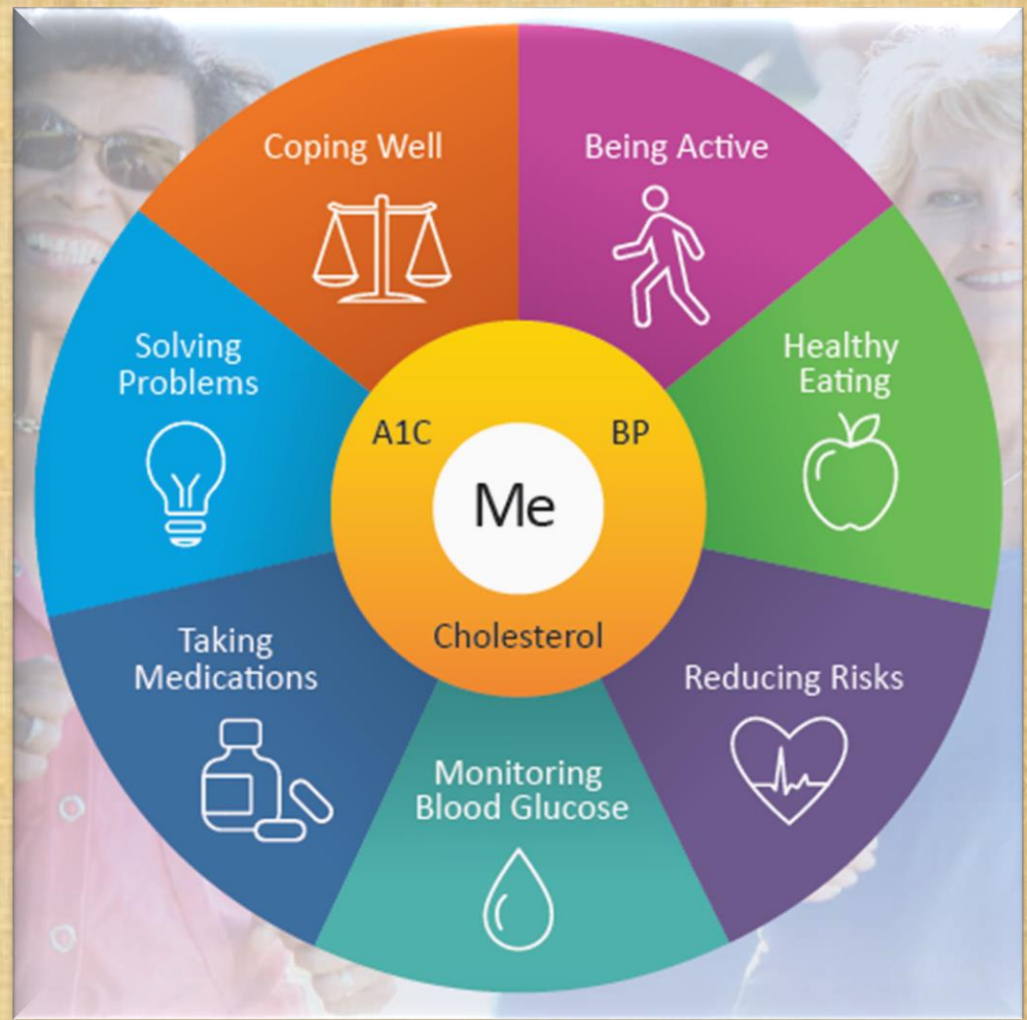 Coping Well
Being Active
Healthy
Eating
Reducing Risks
Monitoring
Blood Glucose
Taking
Medications
Solving
Problems
A1C
BP
Cholesterol
Me